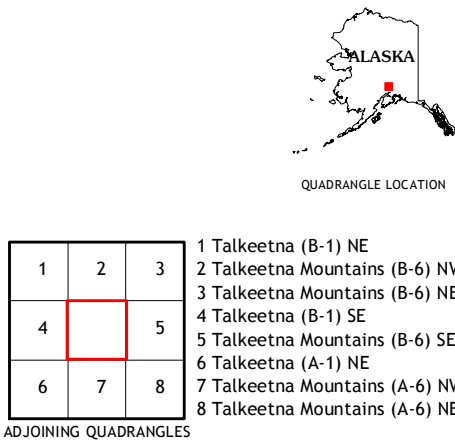 ALASKA
QUADRANGLE LOCATION
1 2 3
4 5
6 7 8
ADJOINING QUADRANGLES
1 Talkeetna (B-1) NE
2 Talkeetna Mountains (B-6) NW
3 Talkeetna Mountains (B-6) NE
4 Talkeetna (B-1) SE
5 Talkeetna Mountains (B-6) SE
6 Talkeetna (A-1) NE
7 Talkeetna Mountains (A-6) NW
8 Talkeetna Mountains (A-6) NE